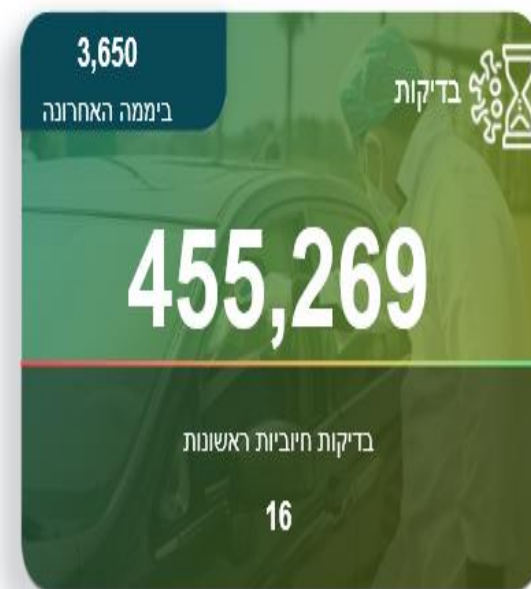 3,650
ביממה האחרונה
בדיקות
455,269
בדיקות חיוביות ראשונות
16